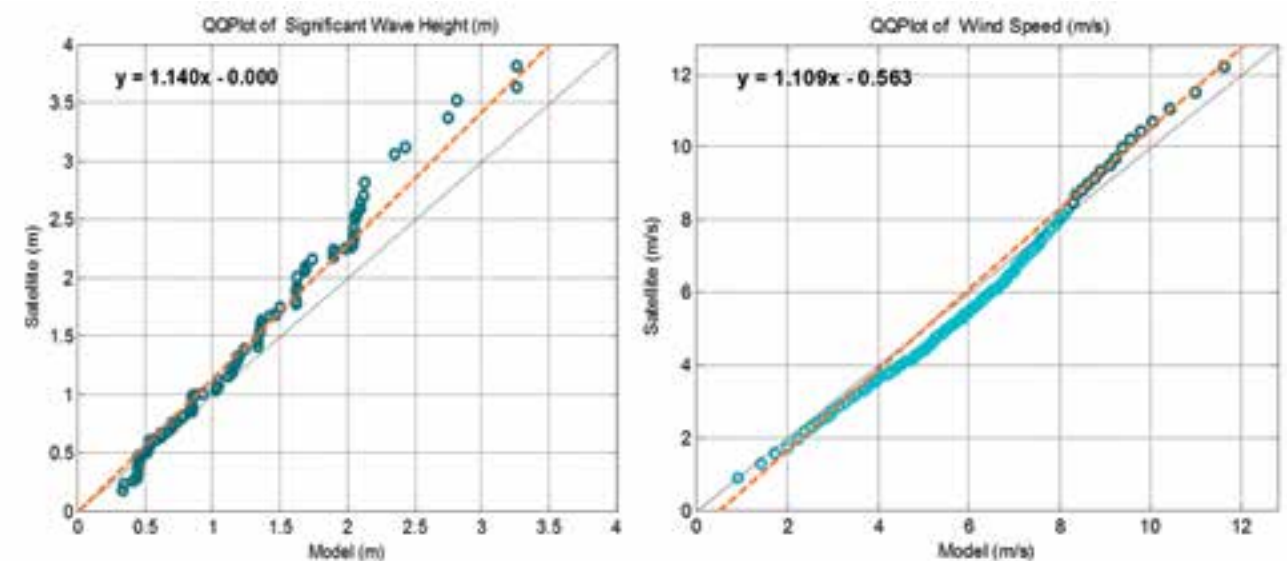 QQPlot of Significant Wave Height (m)
y = 1.140x - 0.000
4
3.5
3
2.5
2
1.5
1
0.5
0
0 0.5 1 1.5 2 2.5 3 3.5 4
Satellite (m)
Model (m)
QQPlot of Wind Speed (m/s)
y = 1.109x - 0.563
12
10
8
6
4
2
0
0 2 4 6 8 10 12
Satellite (m/s)
Model (m/s)